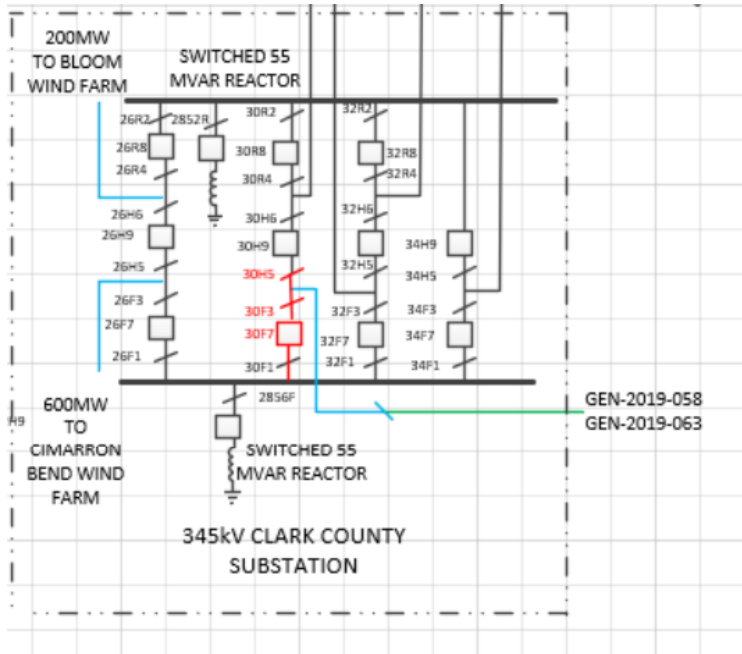 200MW
TO BLOOM
WIND FARM
SWITCHED 55
MVAR REACTOR
26R2
2852R
30R2
32R2
26R8
30R8
32R8
26R4
30R4
32R4
26H6
30H6
32H6
26H9
30H9
34H9
26H5
30H5
32H5
34H5
26F3
30F3
32F3
34F3
26F7
30F7
32F7
34F7
26F1
30F1
32F1
34F1
2856F
H9
600MW
TO
CIMARRON
BEND WIND
FARM
SWITCHED 55
MVAR REACTOR
GEN-2019-058
GEN-2019-063
345kV CLARK COUNTY
SUBSTATION